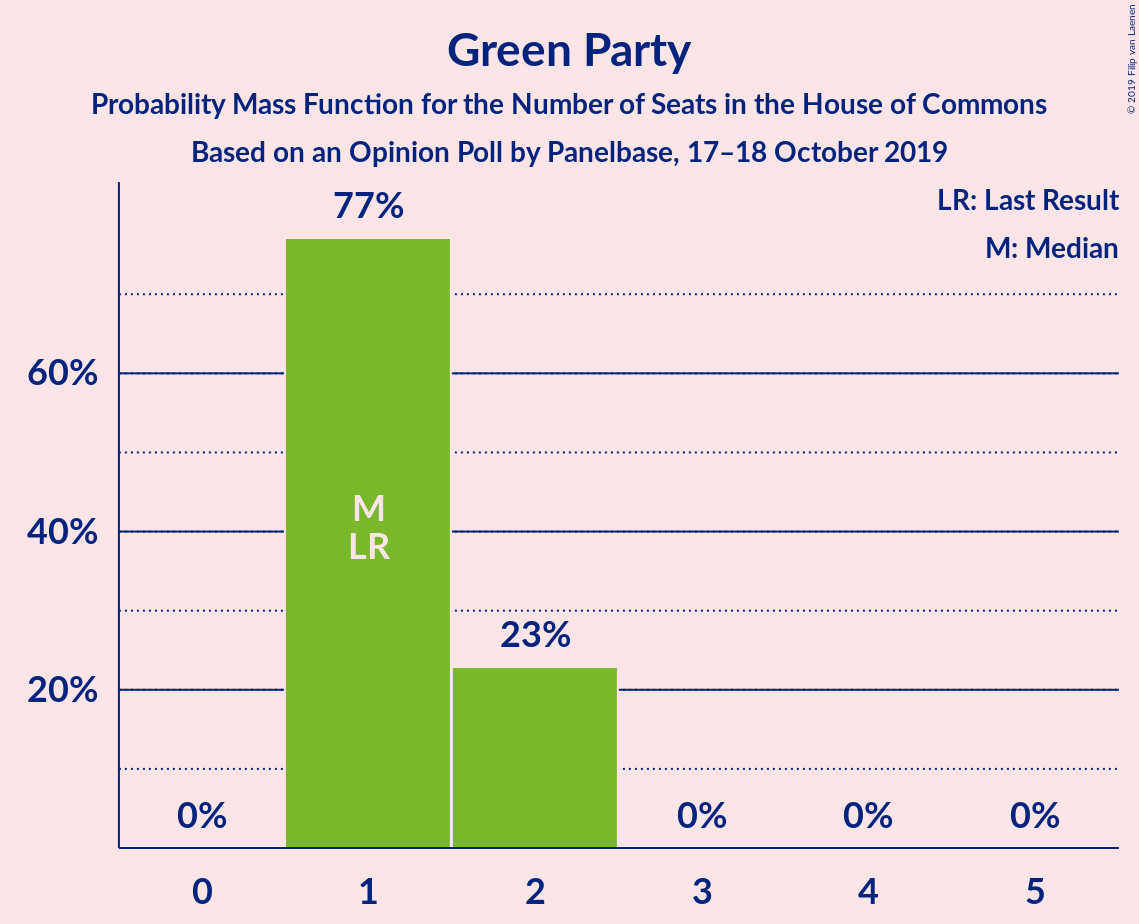 Green Party
Probability Mass Function for the Number of Seats in the House of Commons
Based on an Opinion Poll by Panelbase, 17–18 October 2019
© 2019 Filip van Laenen
LR: Last Result
M: Median
77%
60%
M
40%
LR
23%
20%
0%
0%
0%
0%
0 1 2 3 4 5